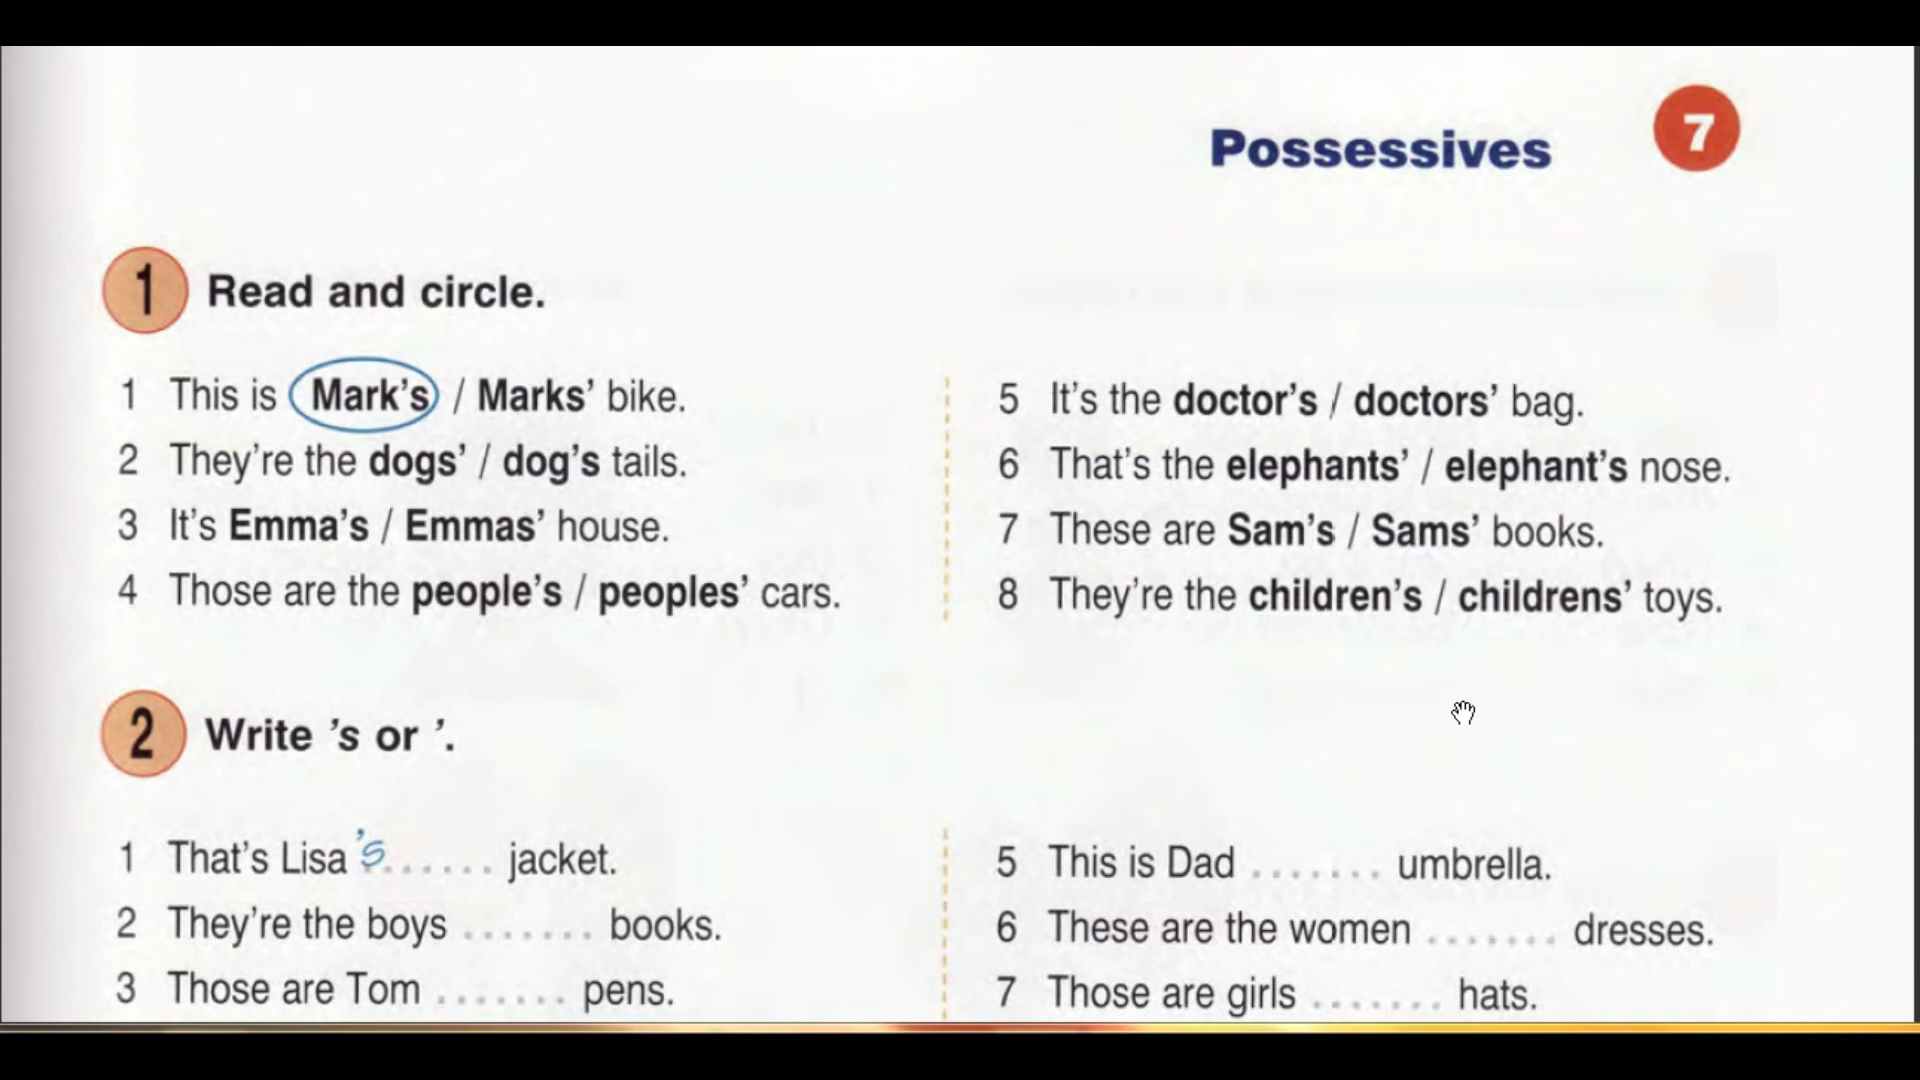 Possessives 7
1 Read and circle.
1 This is Mark's / Marks' bike.
2 They're the dogs' / dog's tails.
3 It's Emma's / Emmas' house.
4 Those are the people's / peoples' cars.
5 It's the doctor's / doctors' bag.
6 That's the elephants' / elephant's nose.
7 These are Sam's / Sams' books.
8 They're the children's / childrens' toys.
2 Write 's or '.
1 That's Lisa 's...... jacket.
2 They're the boys ....... books.
3 Those are Tom ....... pens.
5 This is Dad ....... umbrella.
6 These are the women ....... dresses.
7 Those are girls ....... hats.